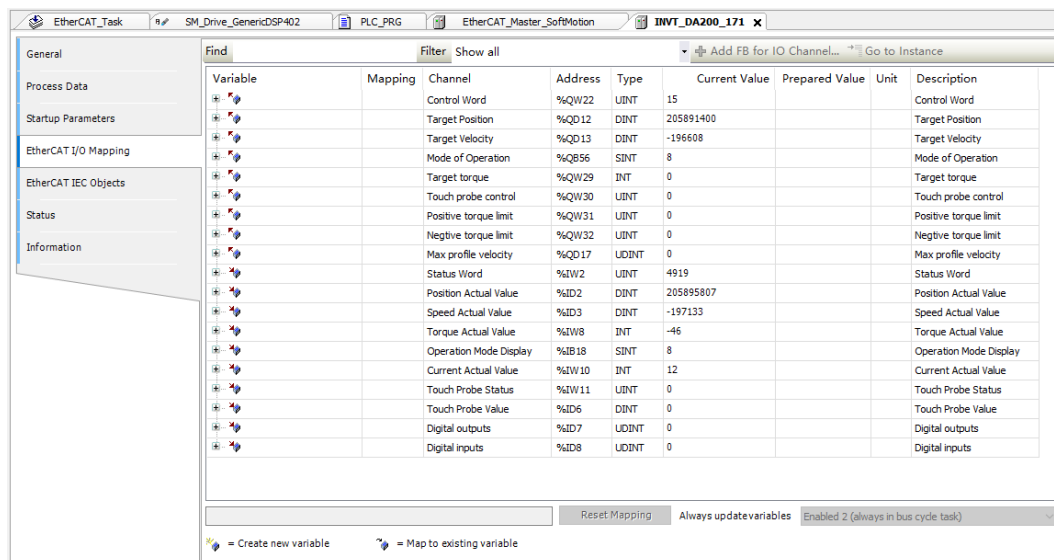 EtherCAT_Task SM_Drive_GenericDSP402 PLC_PRG EtherCAT_Master_SoftMotion INVT_DA200_171 x
General
Process Data
Startup Parameters
EtherCAT I/O Mapping
EtherCAT IEC Objects
Status
Information
Find Filter Show all Add FB for IO Channel... Go to Instance
Variable Mapping Channel Address Type Current Value Prepared Value Unit Description
Control Word %QW22 UINT 15 Control Word
Target Position %QD12 DINT 205891400 Target Position
Target Velocity %QD13 DINT -196608 Target Velocity
Mode of Operation %QB56 SINT 8 Mode of Operation
Target torque %QW29 INT 0 Target torque
Touch probe control %QW30 UINT 0 Touch probe control
Positive torque limit %QW31 UINT 0 Positive torque limit
Negtive torque limit %QW32 UINT 0 Negtive torque limit
Max profile velocity %QD17 UDINT 0 Max profile velocity
Status Word %IW2 UINT 4919 Status Word
Position Actual Value %ID2 DINT 205895807 Position Actual Value
Speed Actual Value %ID3 DINT -197133 Speed Actual Value
Torque Actual Value %IW8 INT -46 Torque Actual Value
Operation Mode Display %IB18 SINT 8 Operation Mode Display
Current Actual Value %IW10 INT 12 Current Actual Value
Touch Probe Status %IW11 UINT 0 Touch Probe Status
Touch Probe Value %ID6 DINT 0 Touch Probe Value
Digital outputs %ID7 UDINT 0 Digital outputs
Digital inputs %ID8 UDINT 0 Digital inputs
Reset Mapping Always update variables Enabled 2 (always in bus cycle task)
= Create new variable = Map to existing variable